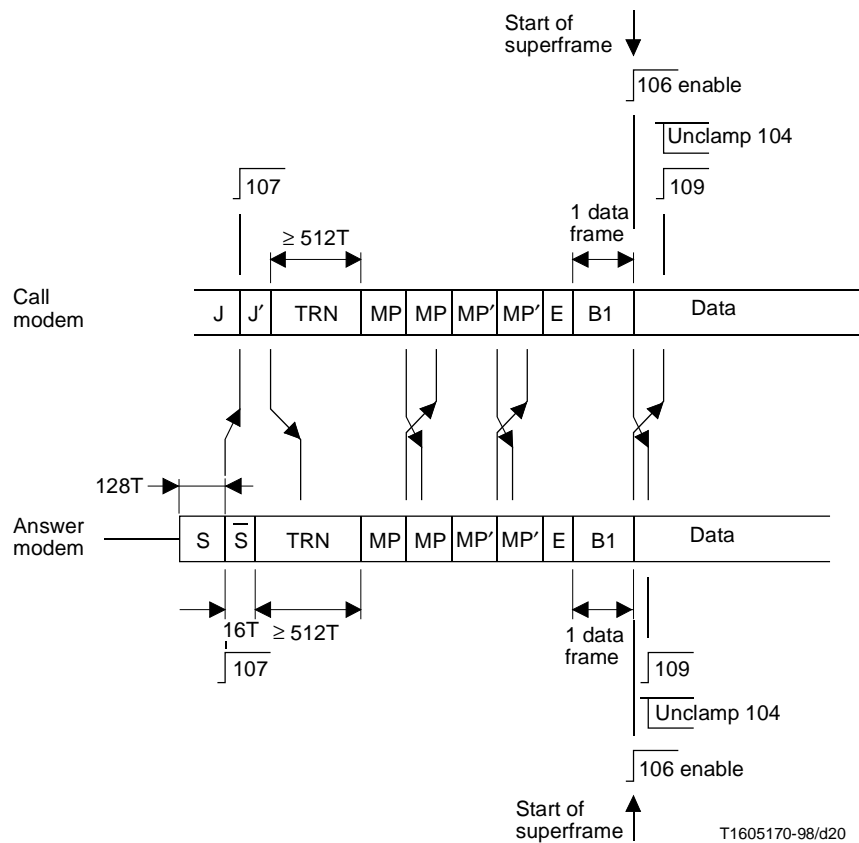 Start of
superframe
106 enable
Unclamp 104
107
109
1 data
frame
≥ 512T
Call
modem
J J′ TRN MP MP MP′ MP′ E B1 Data
128T
Answer
modem
S S̅ TRN MP MP MP′ MP′ E B1 Data
16T ≥ 512T
1 data
frame
107
109
Unclamp 104
106 enable
Start of
superframe
T1605170-98/d20